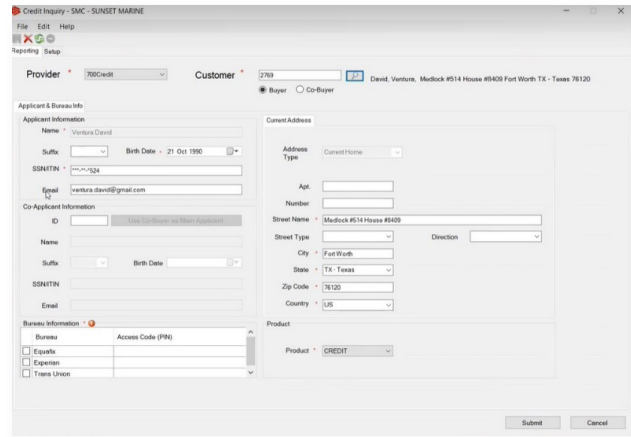 Credit Inquiry - SMC - SUNSET MARINE
File Edit Help
Reporting Setup
Provider * 700Credit Customer * 2769 David, Ventura, Medlock #514 House #8409 Fort Worth TX - Texas 76120
Buyer Co-Buyer
Applicant & Bureau Info
Applicant Information
Name * Ventura David
Suffix Birth Date - 21 Oct 1990
SSN/ITIN * ***-**-*524
Email ventura.david@gmail.com
Co-Applicant Information
ID Use Co-Buyer as Main Applicant
Name
Suffix Birth Date
SSN/ITIN
Email
Bureau Information *
Bureau Access Code (PIN)
Equafix
Experian
Trans Union
Current Address
Address Type Current Home
Apt.
Number
Street Name * Medlock #514 House #8409
Street Type Direction
City * Fort Worth
State * TX - Texas
Zip Code * 76120
Country * US
Product
Product * CREDIT
Submit Cancel